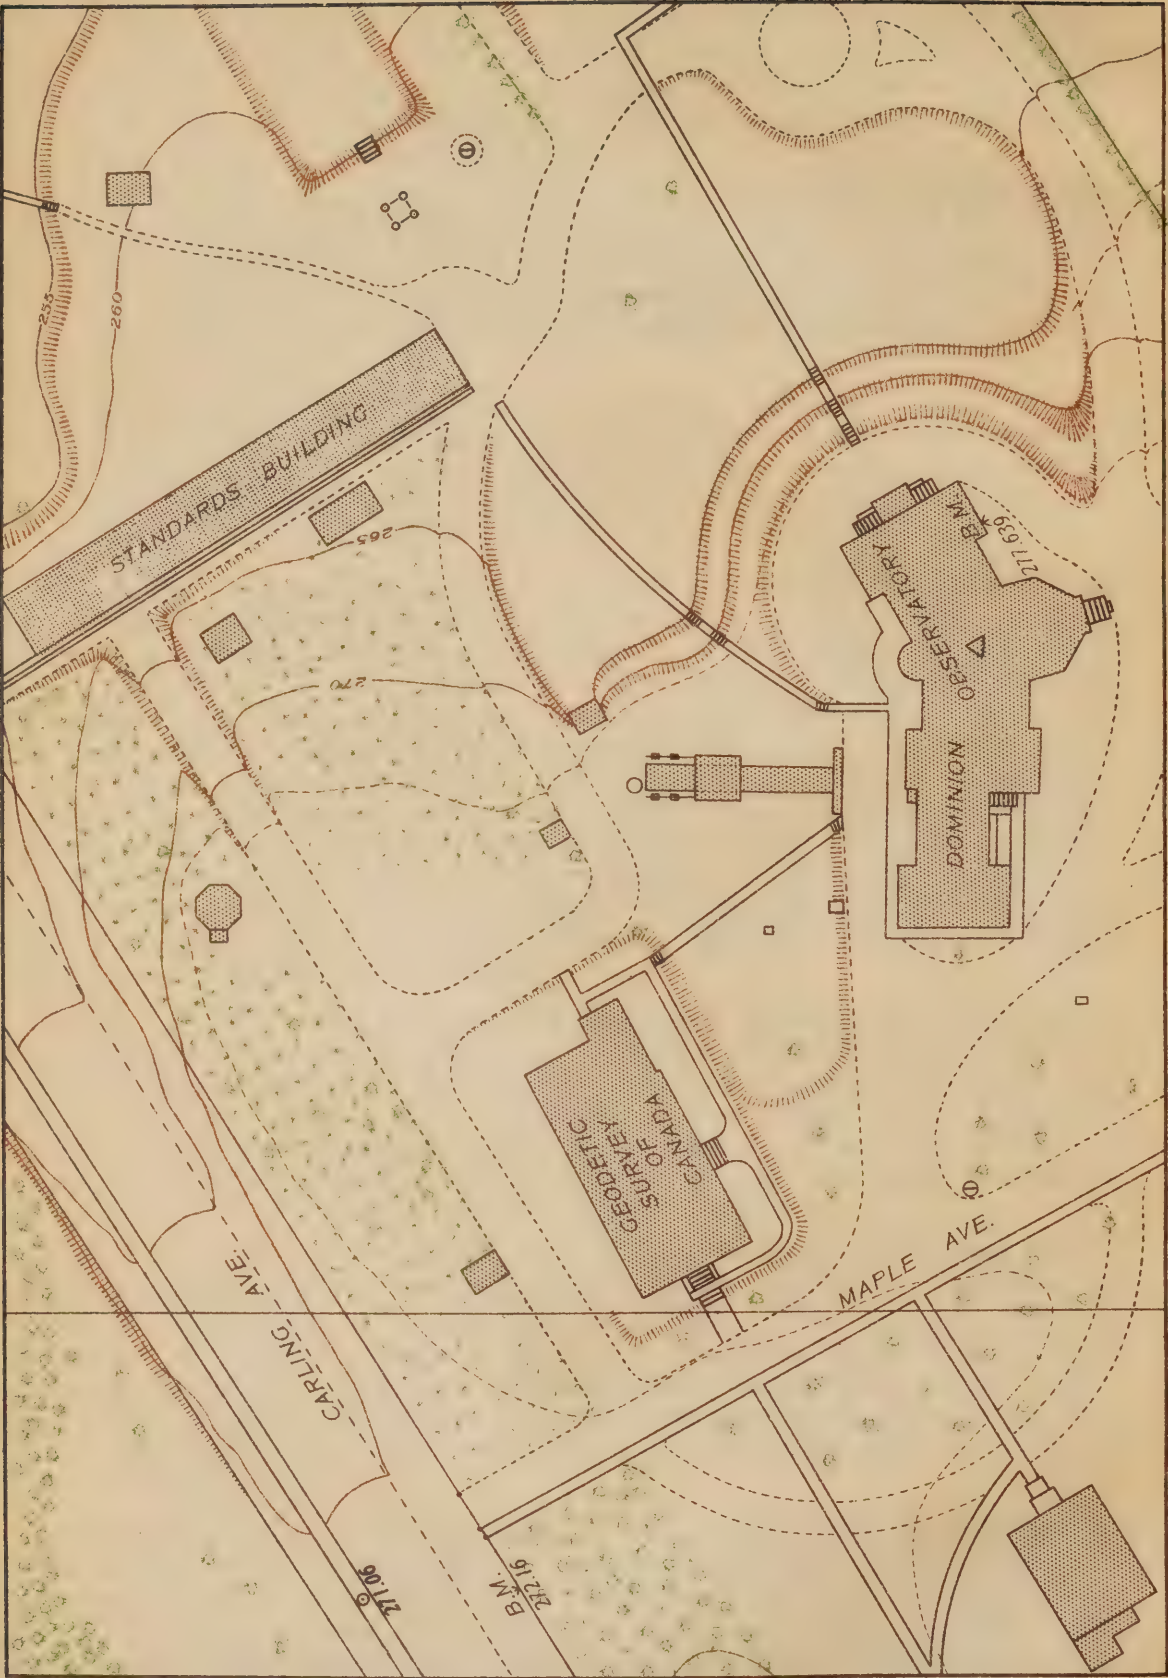 255
260
STANDARDS BUILDING
265
270
DOMINION OBSERVATORY
B.M.
277.639
GEODETIC
SURVEY
OF
CANADA
MAPLE AVE.
CARLING AVE.
271.06
B.M.
272.16